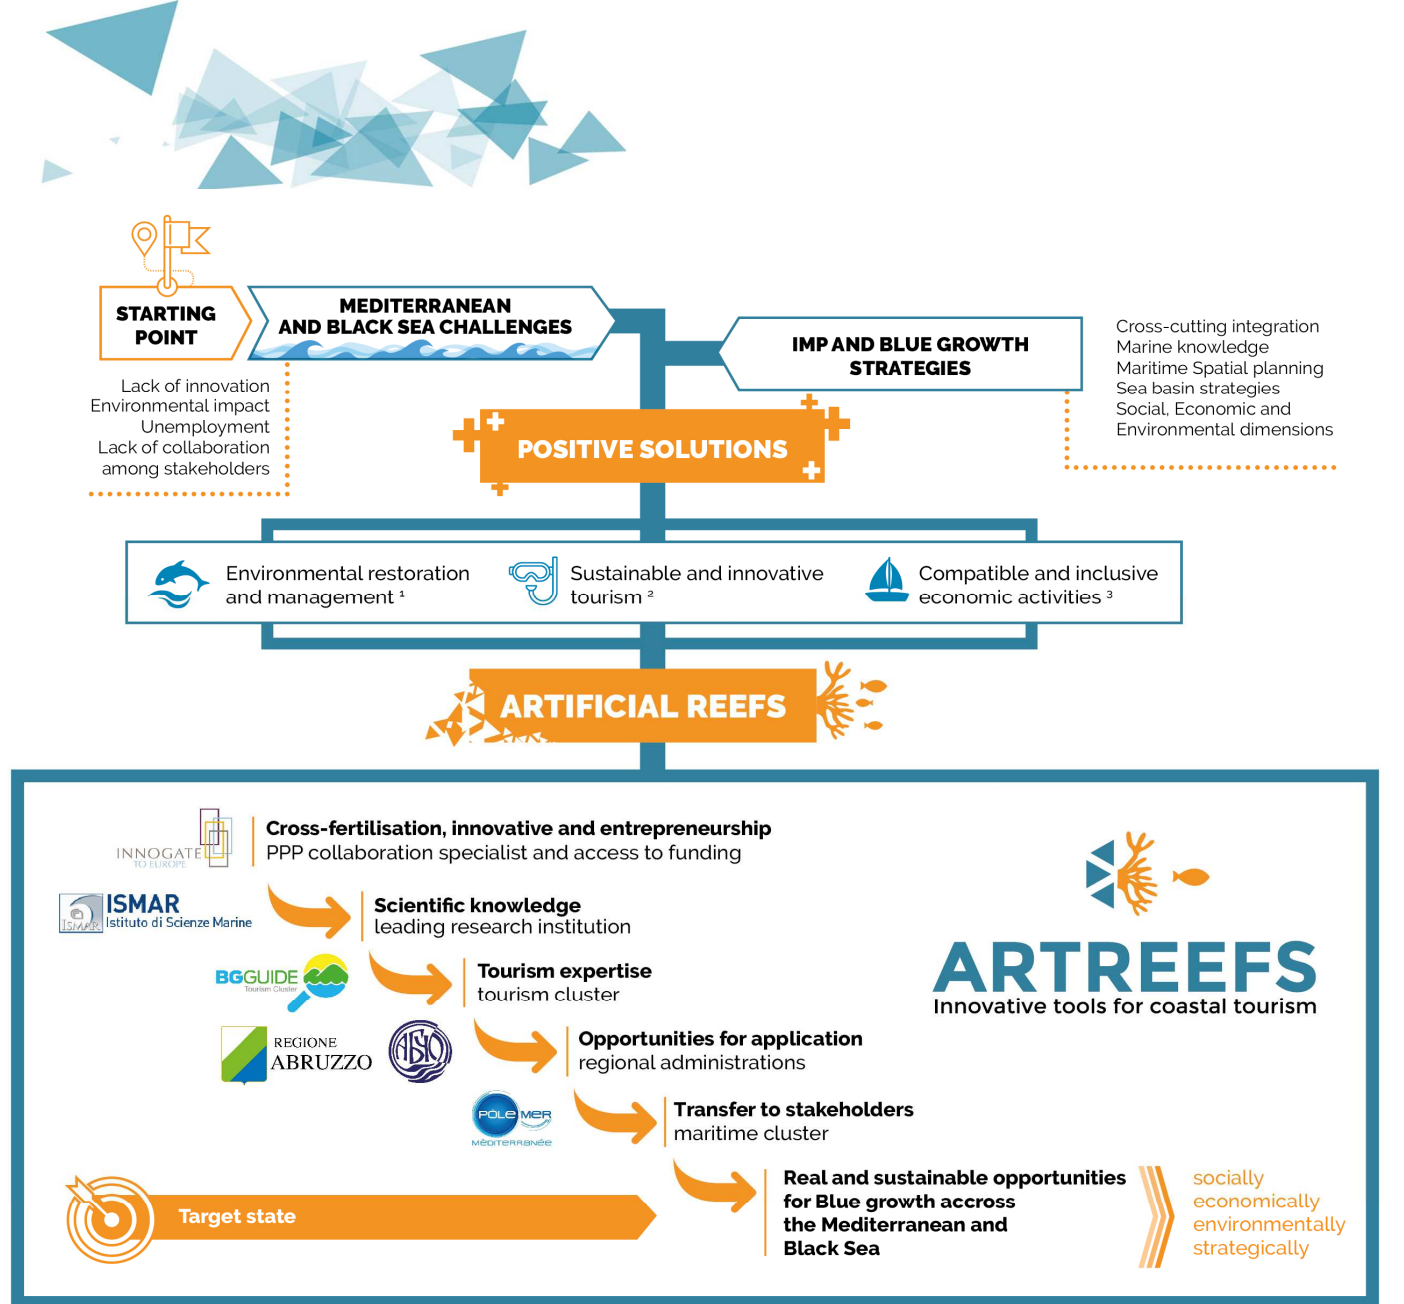 STARTING
POINT
MEDITERRANEAN
AND BLACK SEA CHALLENGES
IMP AND BLUE GROWTH
STRATEGIES
Cross-cutting integration
Marine knowledge
Maritime Spatial planning
Sea basin strategies
Social, Economic and
Environmental dimensions
Lack of innovation
Environmental impact
Unemployment
Lack of collaboration
among stakeholders
POSITIVE SOLUTIONS
Environmental restoration
and management ¹
Sustainable and innovative
tourism ²
Compatible and inclusive
economic activities ³
ARTIFICIAL REEFS
INNOGATE
TO EUROPE
Cross-fertilisation, innovative and entrepreneurship
PPP collaboration specialist and access to funding
ISMAR
ISMAR
Istituto di Scienze Marine
Scientific knowledge
leading research institution
BGGUIDE
Tourism Cluster
Tourism expertise
tourism cluster
REGIONE
ABRUZZO
Opportunities for application
regional administrations
PÔLE MER
MÉDITERRANÉE
Transfer to stakeholders
maritime cluster
ARTREEFS
Innovative tools for coastal tourism
Target state
Real and sustainable opportunities
for Blue growth accross
the Mediterranean and
Black Sea
socially
economically
environmentally
strategically